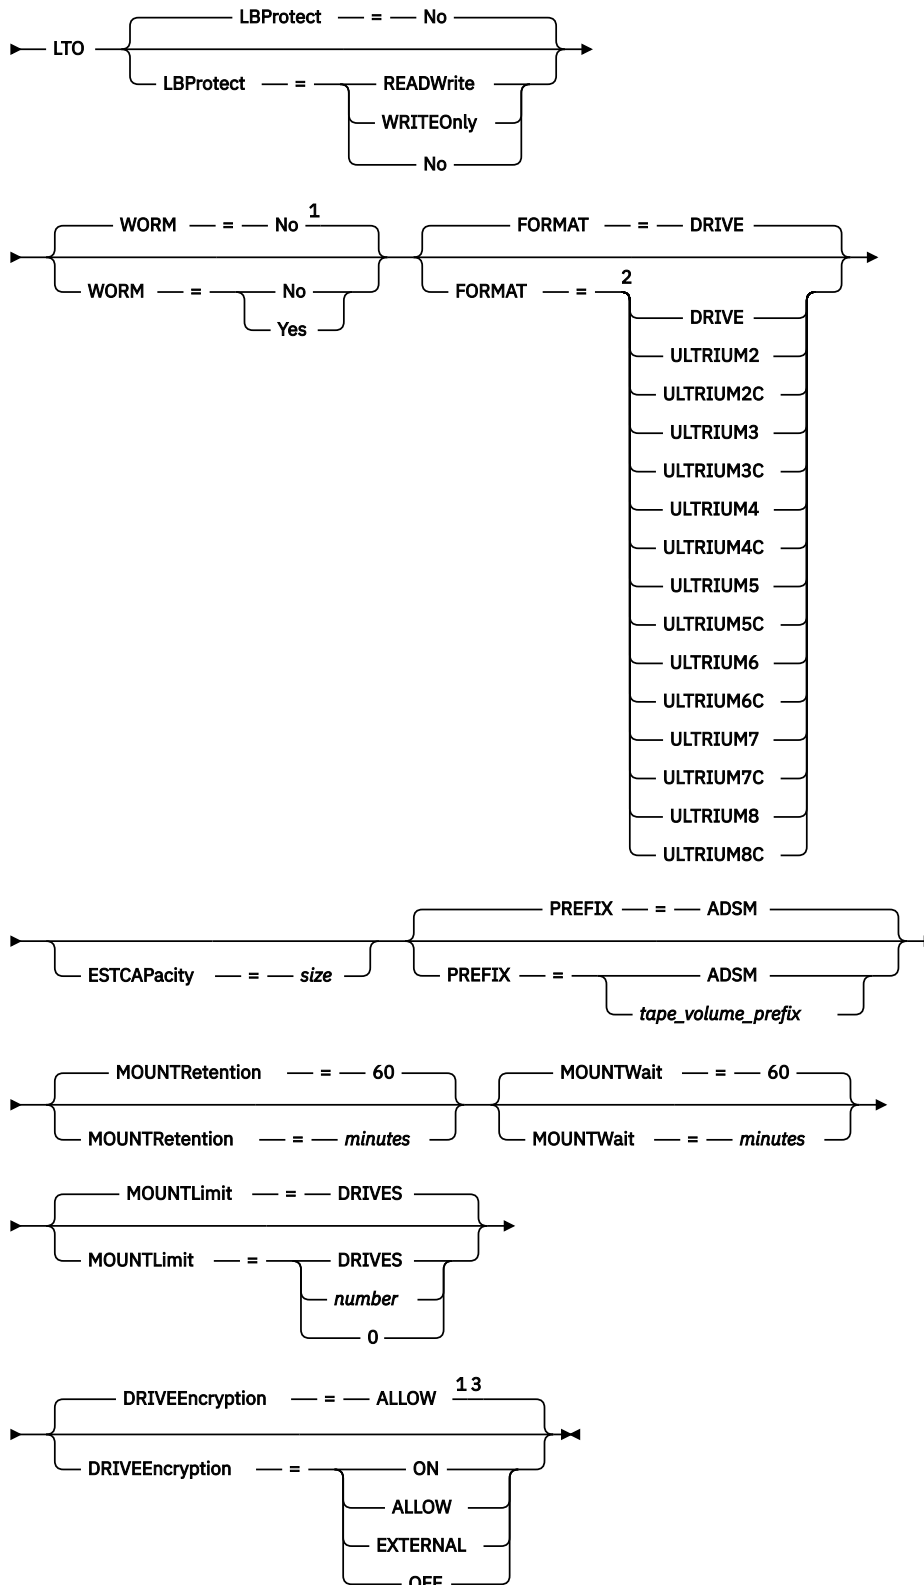 LBProtect = No
LTO
LBProtect = READWrite
WRITEOnly
No
WORM = No 1 FORMAT = DRIVE
WORM = No FORMAT = 2
Yes
DRIVE
ULTRIUM2
ULTRIUM2C
ULTRIUM3
ULTRIUM3C
ULTRIUM4
ULTRIUM4C
ULTRIUM5
ULTRIUM5C
ULTRIUM6
ULTRIUM6C
ULTRIUM7
ULTRIUM7C
ULTRIUM8
ULTRIUM8C
PREFIX = ADSM
ESTCAPacity = size PREFIX = ADSM
tape_volume_prefix
MOUNTRetention = 60 MOUNTWait = 60
MOUNTRetention = minutes MOUNTWait = minutes
MOUNTLimit = DRIVES
MOUNTLimit = DRIVES
number
0
DRIVEEncryption = ALLOW 1 3
DRIVEEncryption = ON
ALLOW
EXTERNAL
OFF